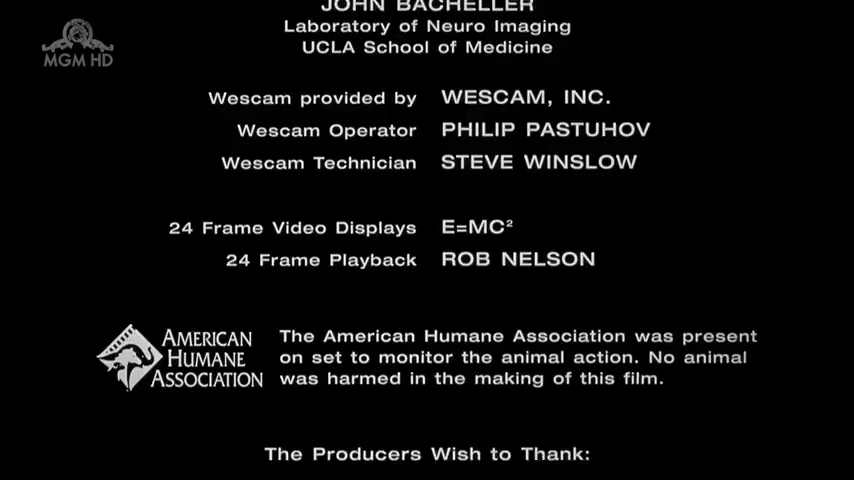 JOHN BACHELLER
Laboratory of Neuro Imaging
UCLA School of Medicine
MGM HD
Wescam provided by WESCAM, INC.
Wescam Operator PHILIP PASTUHOV
Wescam Technician STEVE WINSLOW
24 Frame Video Displays E=MC²
24 Frame Playback ROB NELSON
AMERICAN
HUMANE
ASSOCIATION
The American Humane Association was present
on set to monitor the animal action. No animal
was harmed in the making of this film.
The Producers Wish to Thank: